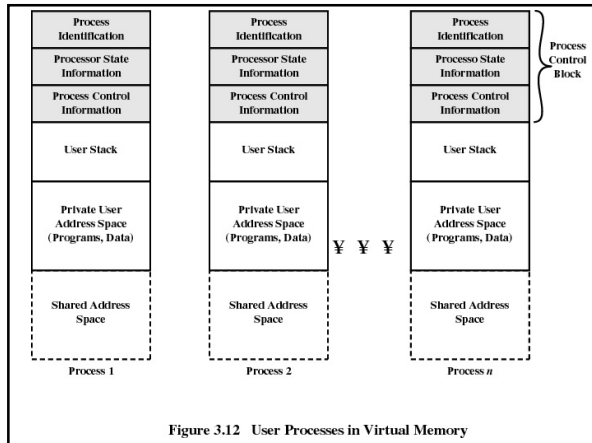 Process
Identification
Processor State
Information
Process Control
Information
User Stack
Private User
Address Space
(Programs, Data)
Shared Address
Space
Process 1
Process
Identification
Processor State
Information
Process Control
Information
User Stack
Private User
Address Space
(Programs, Data)
Shared Address
Space
Process 2
¥ ¥ ¥
Process
Identification
Processo State
Information
Process Control
Information
User Stack
Private User
Address Space
(Programs, Data)
Shared Address
Space
Process n
Process
Control
Block
Figure 3.12 User Processes in Virtual Memory